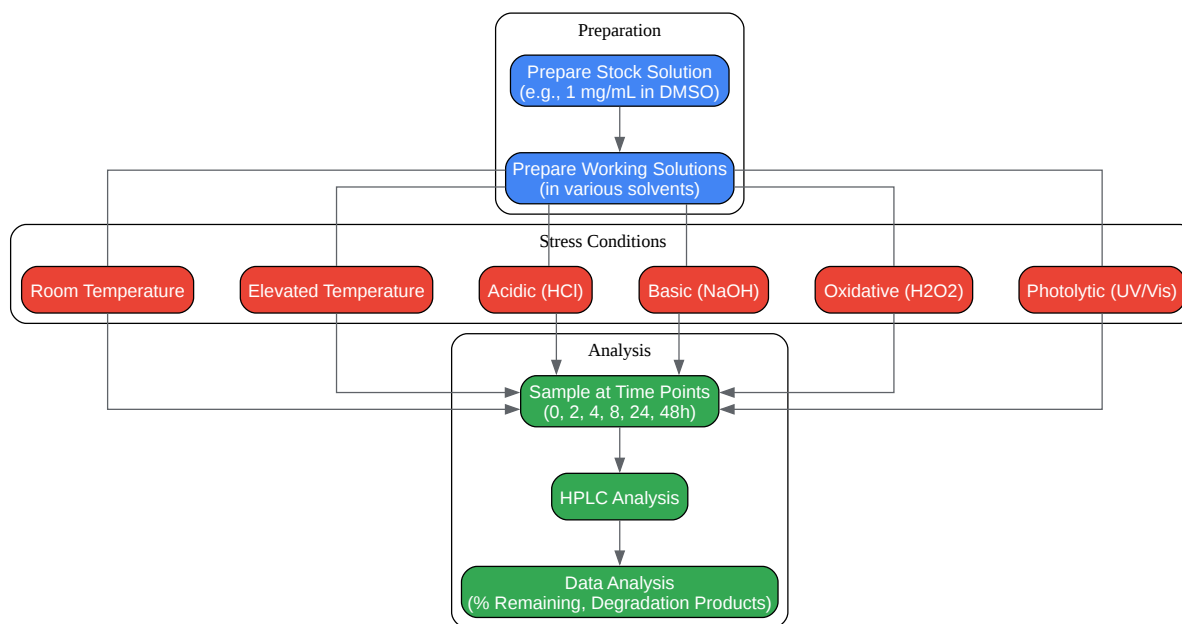 Preparation
Prepare Stock Solution
(e.g., 1 mg/mL in DMSO)
Prepare Working Solutions
(in various solvents)
Stress Conditions
Room Temperature
Elevated Temperature
Acidic (HCl)
Basic (NaOH)
Oxidative (H2O2)
Photolytic (UV/Vis)
Analysis
Sample at Time Points
(0, 2, 4, 8, 24, 48h)
HPLC Analysis
Data Analysis
(% Remaining, Degradation Products)